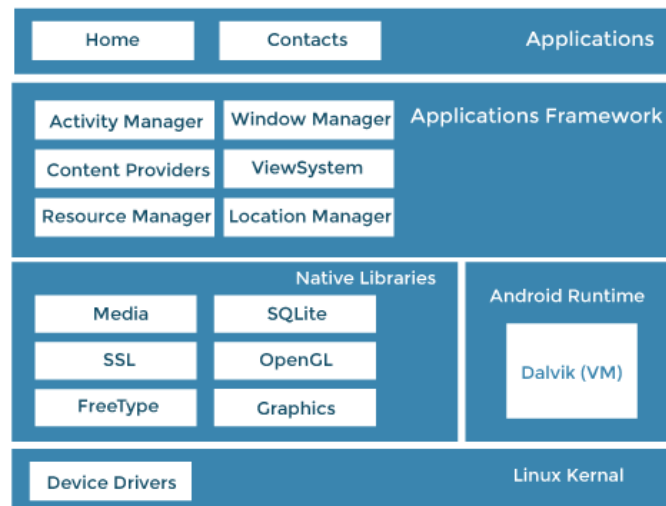 Home
Contacts
Applications
Activity Manager
Window Manager
Applications Framework
Content Providers
ViewSystem
Resource Manager
Location Manager
Native Libraries
Media
SQLite
SSL
OpenGL
FreeType
Graphics
Android Runtime
Dalvik (VM)
Device Drivers
Linux Kernal